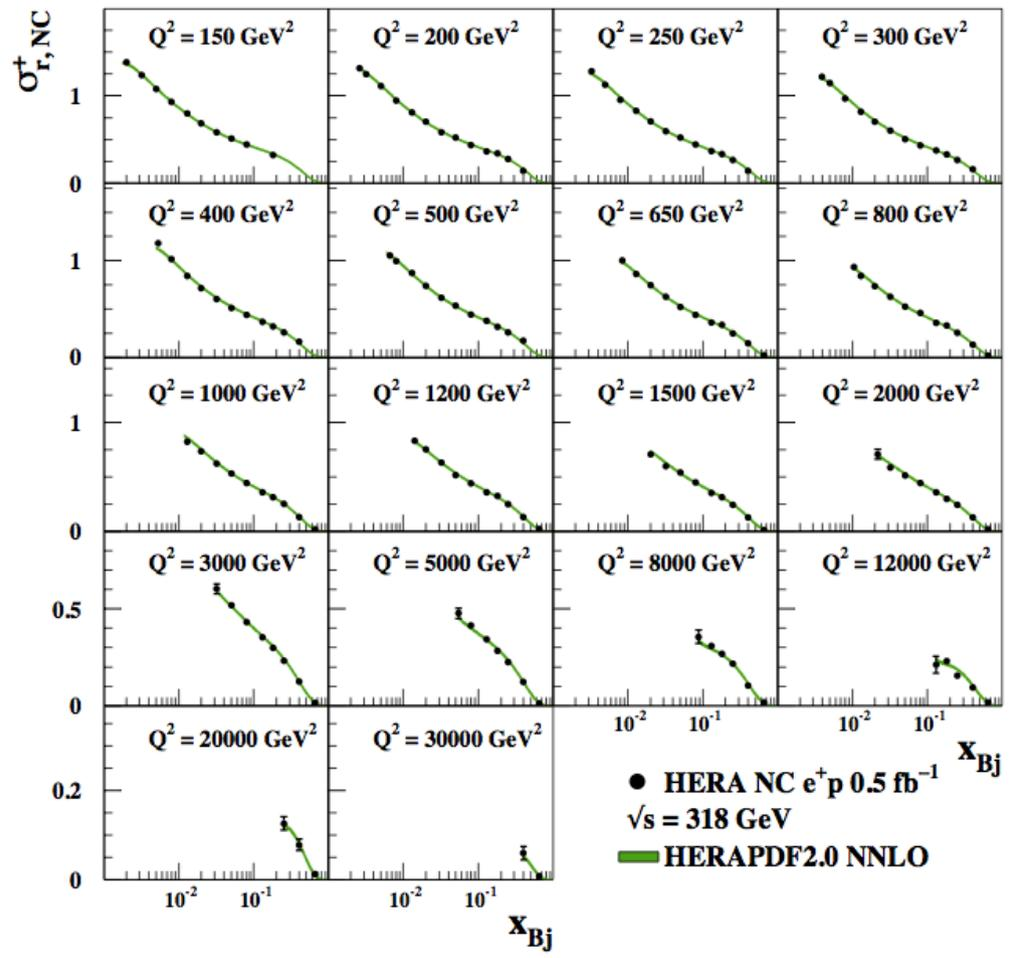 σ⁺r, NC
Q² = 150 GeV² Q² = 200 GeV² Q² = 250 GeV² Q² = 300 GeV²
1
0
Q² = 400 GeV² Q² = 500 GeV² Q² = 650 GeV² Q² = 800 GeV²
1
0
Q² = 1000 GeV² Q² = 1200 GeV² Q² = 1500 GeV² Q² = 2000 GeV²
1
0
Q² = 3000 GeV² Q² = 5000 GeV² Q² = 8000 GeV² Q² = 12000 GeV²
0.5
0
10⁻² 10⁻¹ 10⁻² 10⁻¹
xBj
Q² = 20000 GeV² Q² = 30000 GeV²
0.2
0
10⁻² 10⁻¹ 10⁻² 10⁻¹
xBj
HERA NC e⁺p 0.5 fb⁻¹
√s = 318 GeV
HERAPDF2.0 NNLO